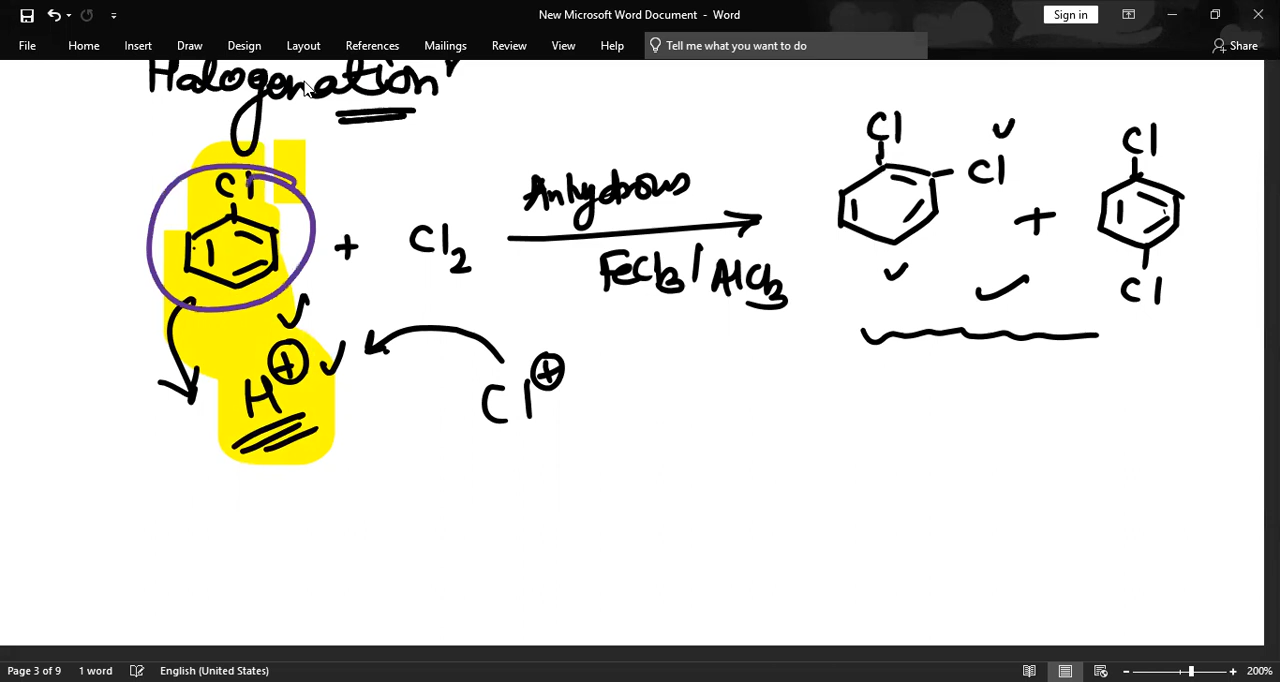 New Microsoft Word Document - Word
Sign in
File Home Insert Draw Design Layout References Mailings Review View Help Tell me what you want to do Share
Halogenation
Cl
+ Cl₂
Anhydrous
FeCl₃ / AlCl₃
Cl
Cl
+
Cl
Cl
H⊕
Cl⊕
Page 3 of 9 1 word English (United States) 200%